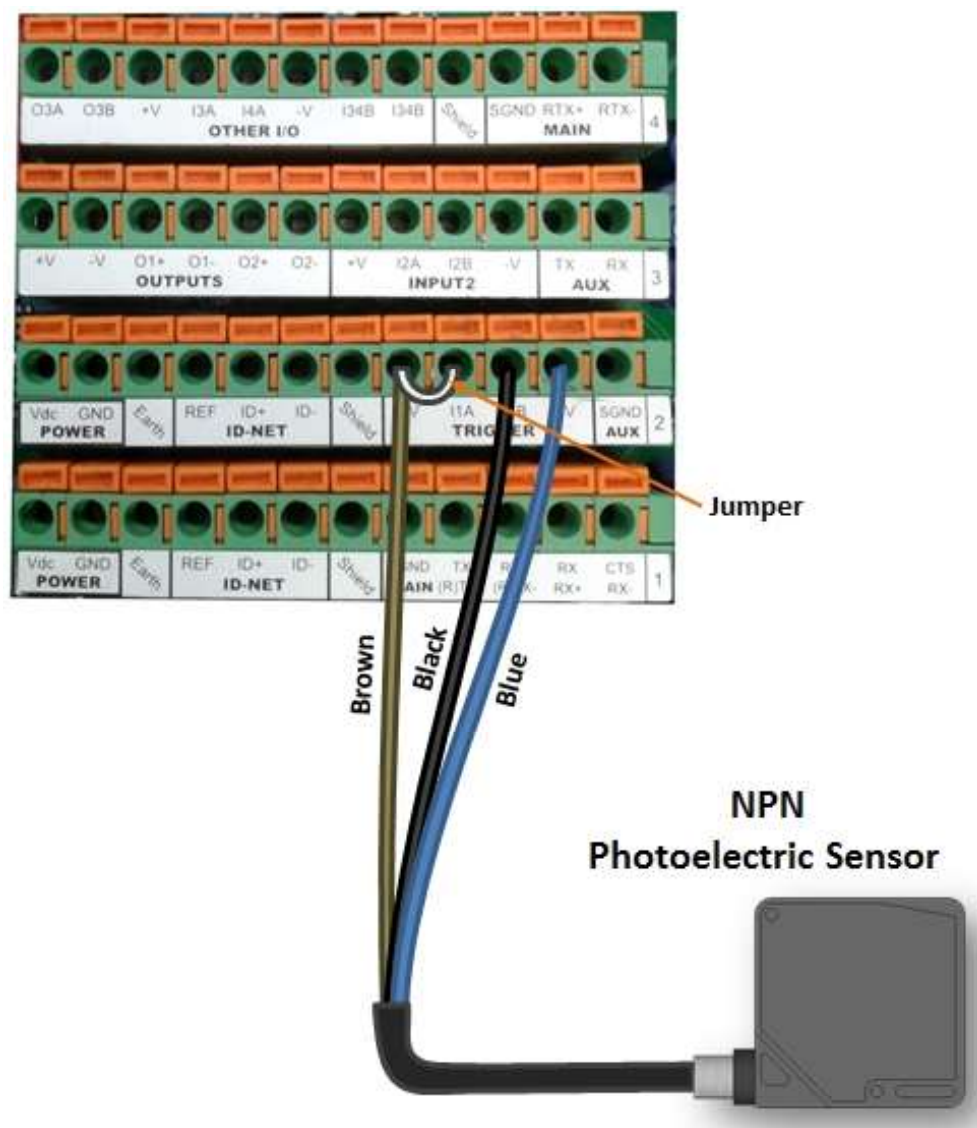 O3A O3B +V I3A I4A -V I34B I34B Shield SGND RTX+ RTX- 4
OTHER I/O MAIN
+V -V O1+ O1- O2+ O2- +V I2A I2B -V TX RX 3
OUTPUTS INPUT2 AUX
Vdc GND Earth REF ID+ ID- Shield V I1A B V SGND 2
POWER ID-NET TRIGGER AUX
Jumper
Vdc GND Earth REF ID+ ID- Shield GND TX RX CTS 1
POWER ID-NET AIN (R)T X- RX+ RX-
Brown
Black
Blue
NPN
Photoelectric Sensor